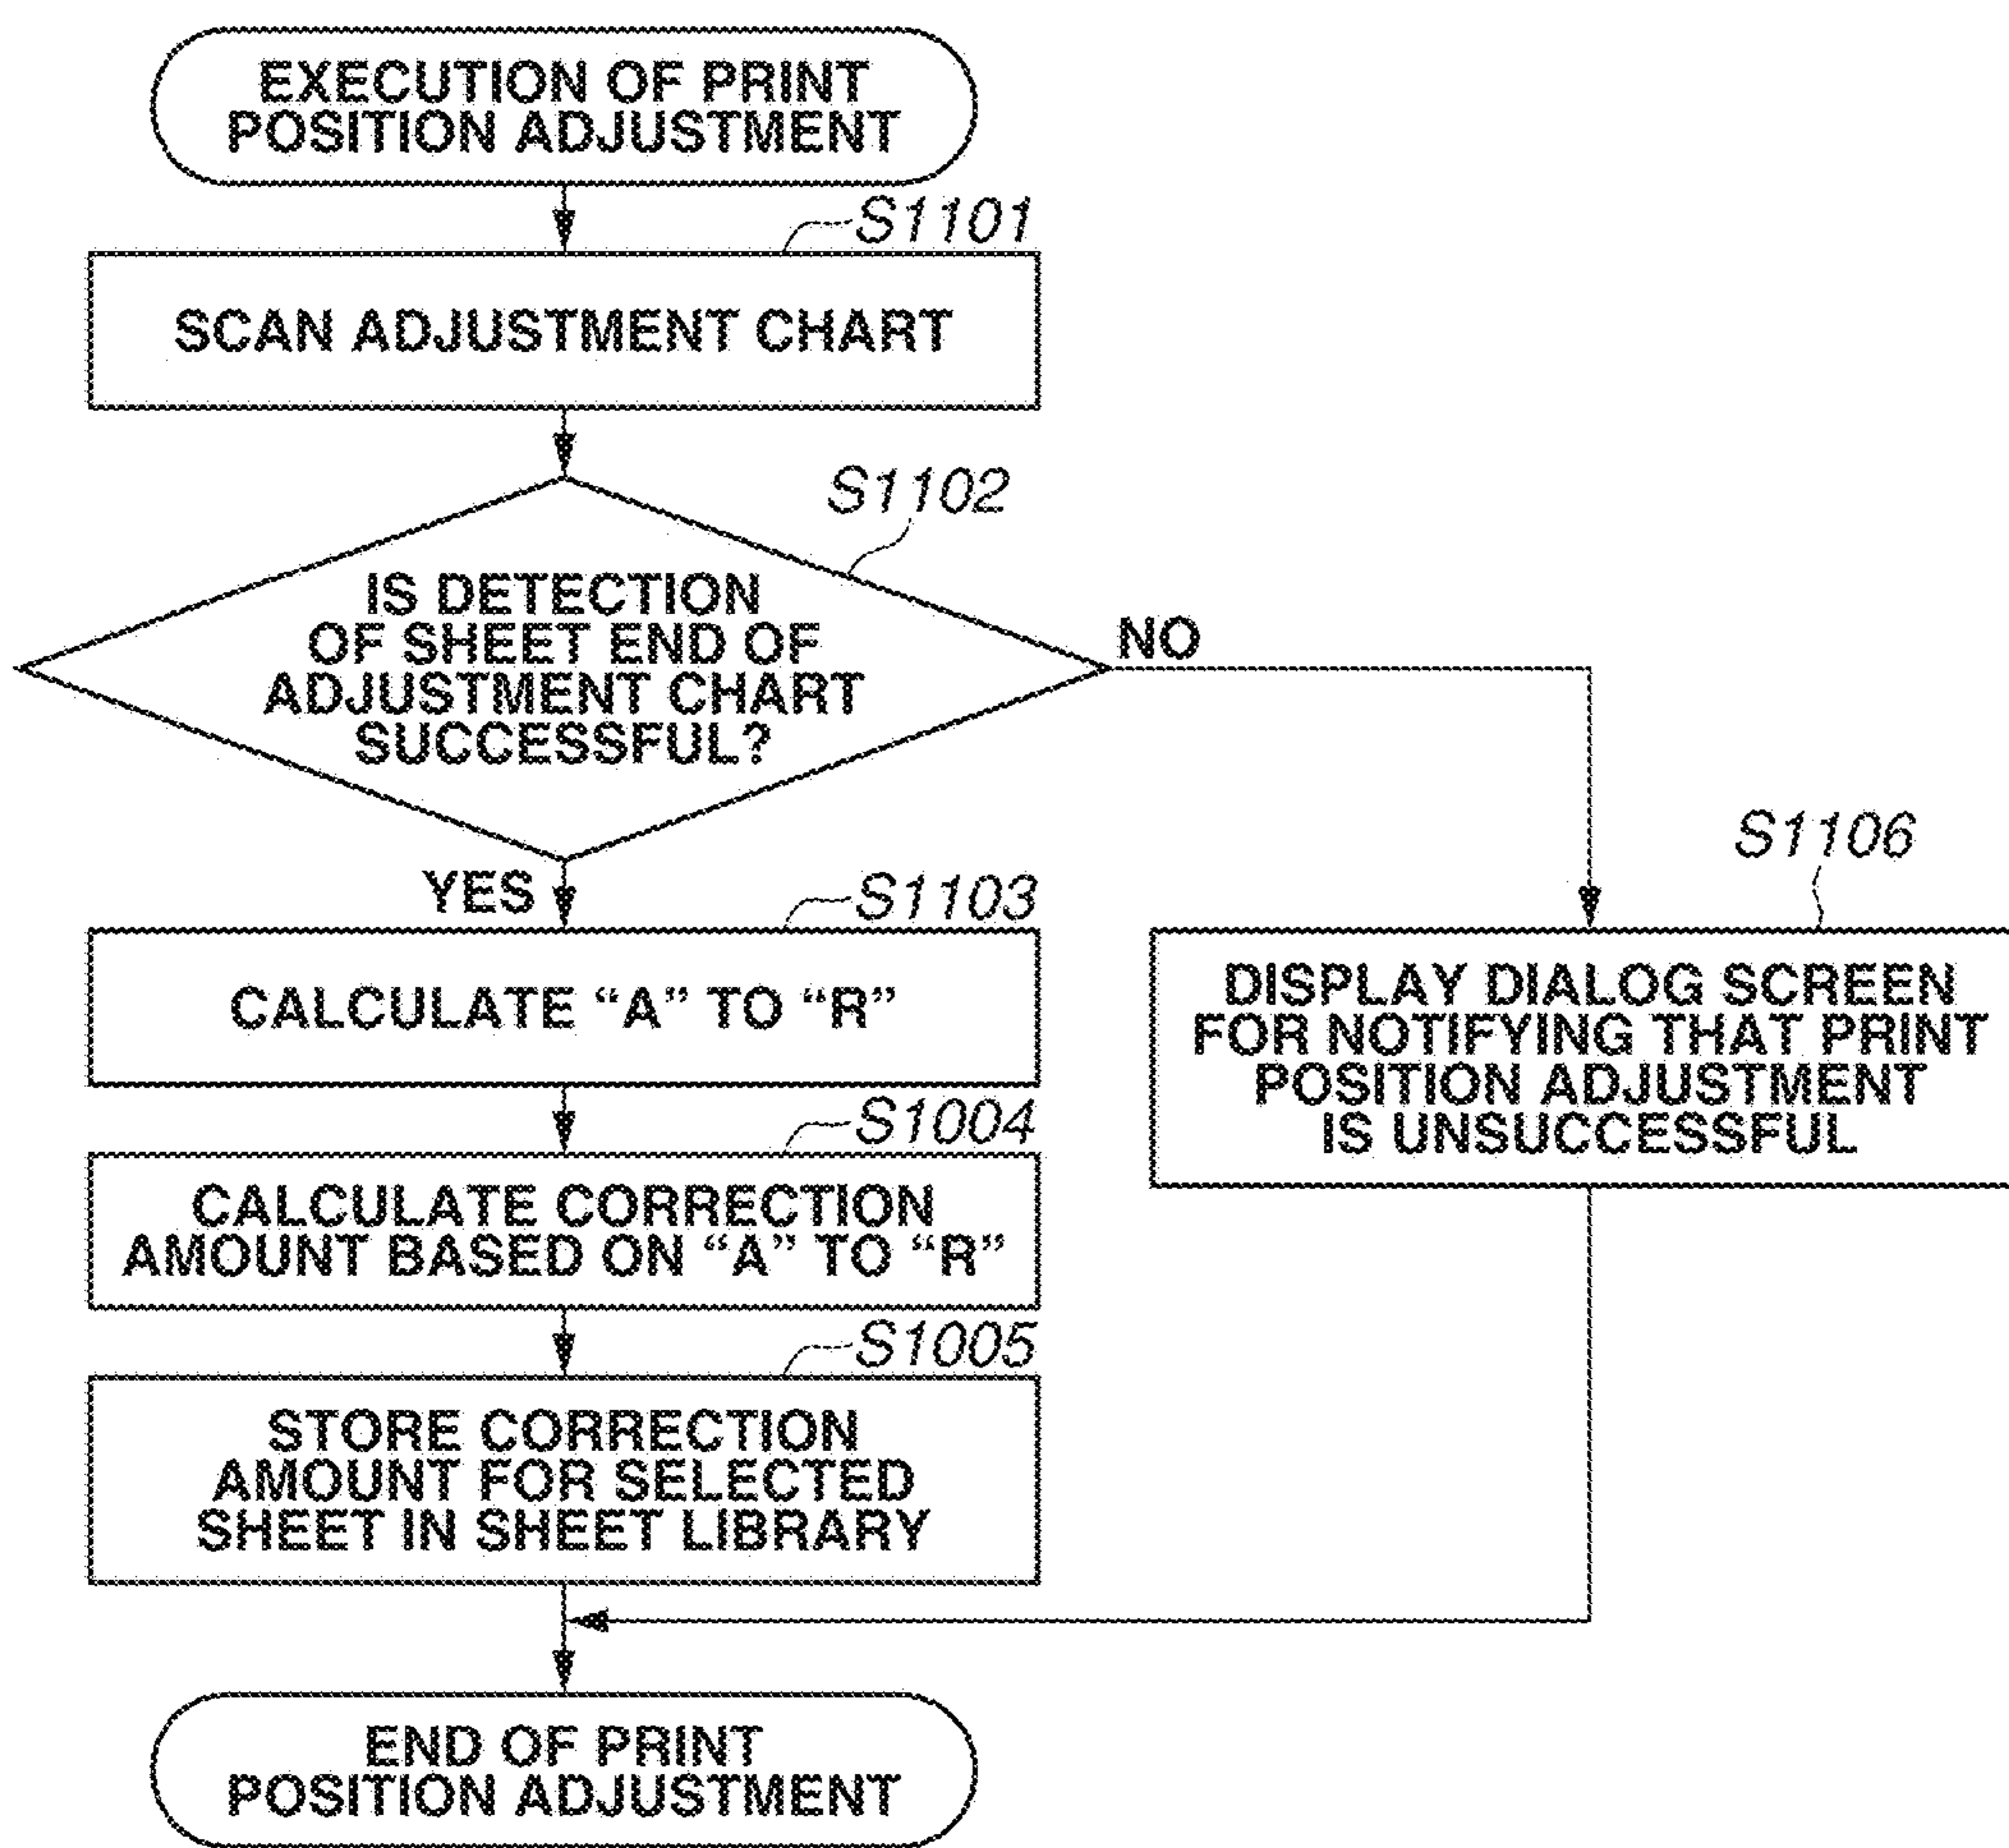 EXECUTION OF PRINT
POSITION ADJUSTMENT
S1101
SCAN ADJUSTMENT CHART
S1102
IS DETECTION
OF SHEET END OF
ADJUSTMENT CHART
SUCCESSFUL?
NO
YES
S1103
CALCULATE “A” TO “R”
S1106
DISPLAY DIALOG SCREEN
FOR NOTIFYING THAT PRINT
POSITION ADJUSTMENT
IS UNSUCCESSFUL
S1004
CALCULATE CORRECTION
AMOUNT BASED ON “A” TO “R”
S1005
STORE CORRECTION
AMOUNT FOR SELECTED
SHEET IN SHEET LIBRARY
END OF PRINT
POSITION ADJUSTMENT